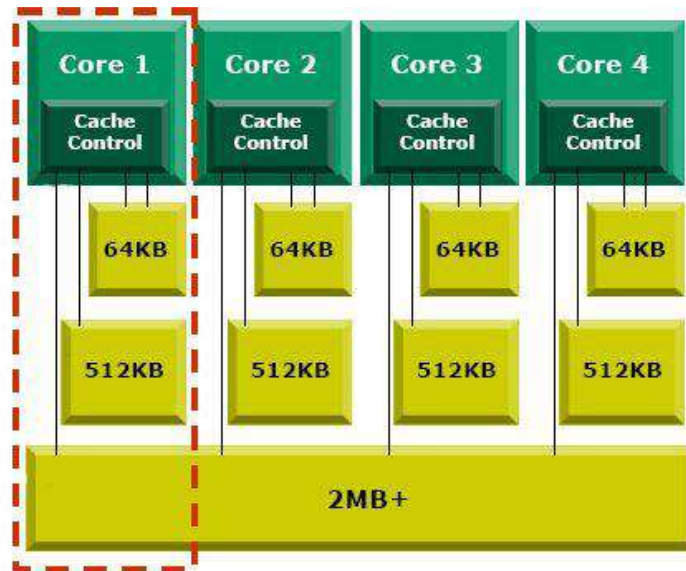 Core 1
Core 2
Core 3
Core 4
Cache
Control
Cache
Control
Cache
Control
Cache
Control
64KB
64KB
64KB
64KB
512KB
512KB
512KB
512KB
2MB+